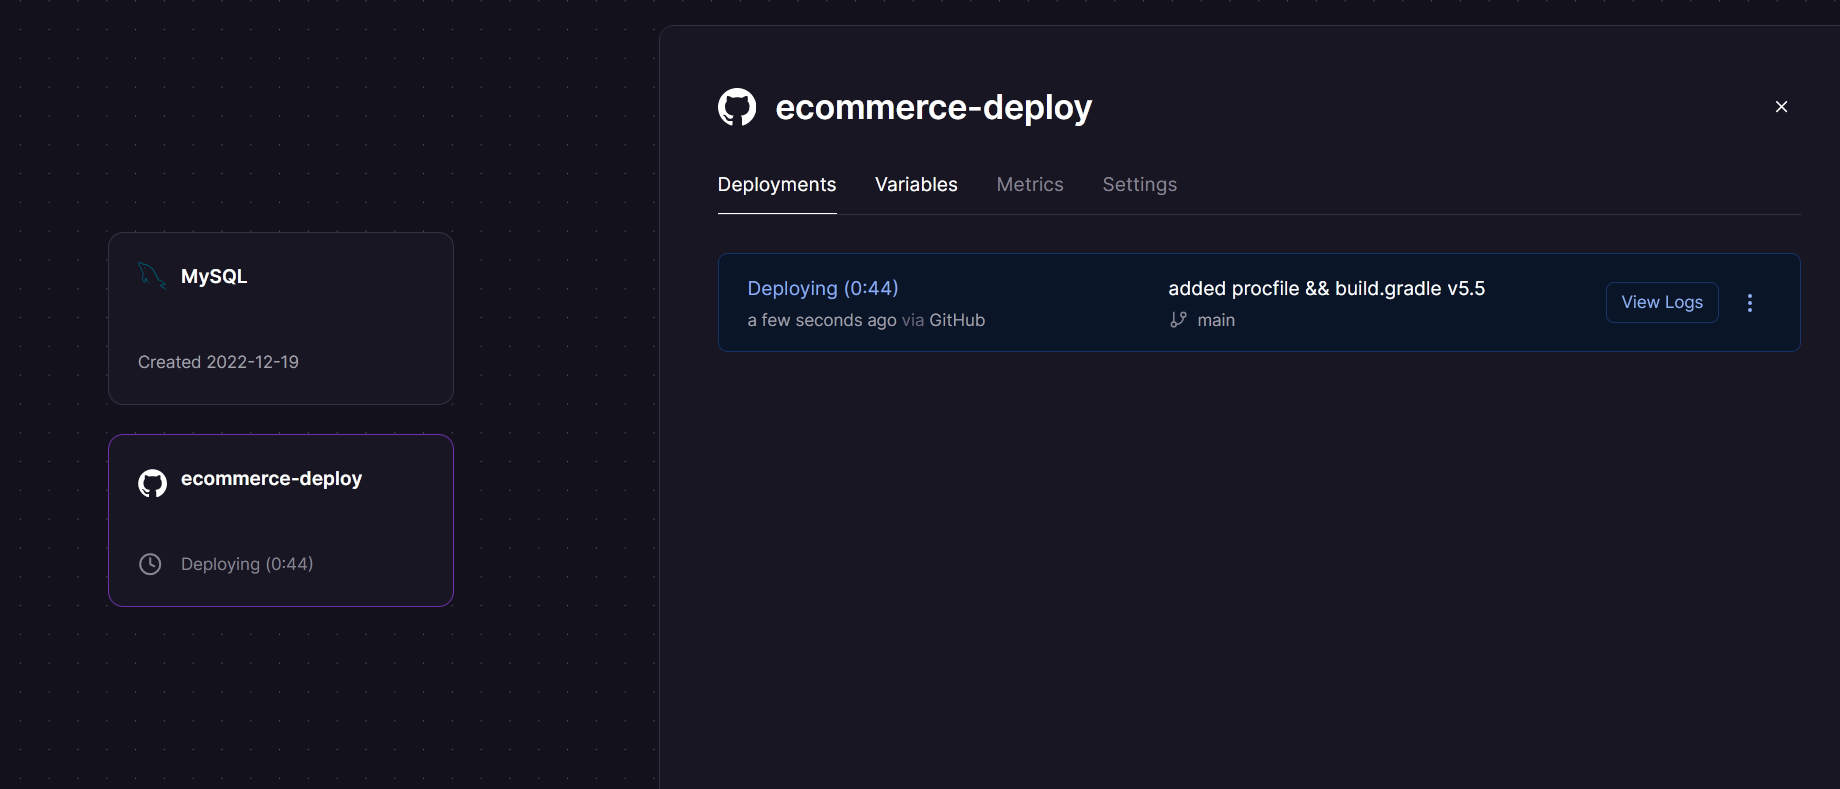 MySQL
Created 2022-12-19
ecommerce-deploy
Deploying (0:44)
ecommerce-deploy
Deployments Variables Metrics Settings
Deploying (0:44)
a few seconds ago via GitHub
added procfile && build.gradle v5.5
main
View Logs